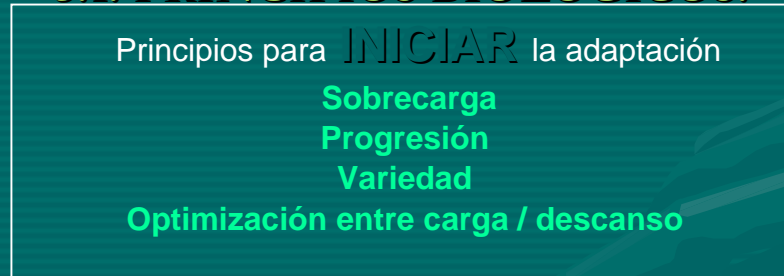 Principios para INICIAR la adaptación
Sobrecarga
Progresión
Variedad
Optimización entre carga / descanso